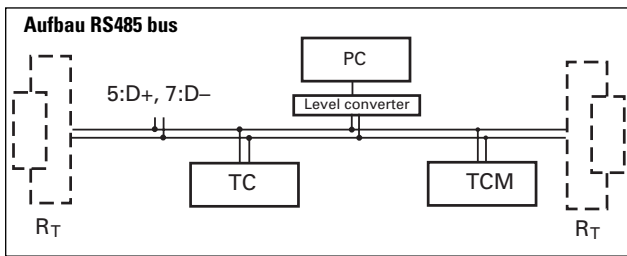 Aufbau RS485 bus
PC
5:D+, 7:D–
Level converter
TC
TCM
RT
RT